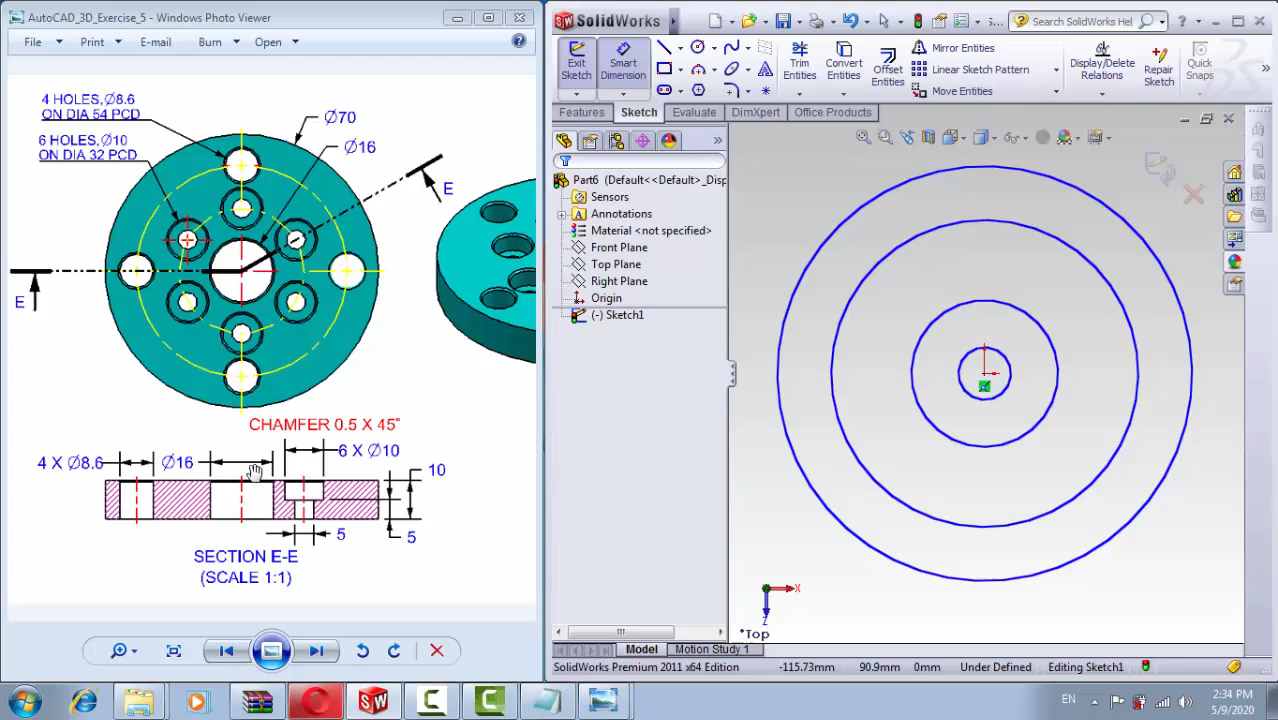 AutoCAD_3D_Exercise_5 - Windows Photo Viewer
File Print E-mail Burn Open
4 HOLES,Ø8.6
ON DIA 54 PCD
6 HOLES,Ø10
ON DIA 32 PCD
Ø70
Ø16
E
E
CHAMFER 0.5 X 45°
4 X Ø8.6
Ø16
6 X Ø10
10
5
5
SECTION E-E
(SCALE 1:1)
SolidWorks
Search SolidWorks Hel
Exit Sketch
Smart Dimension
Trim Entities
Convert Entities
Offset Entities
Mirror Entities
Linear Sketch Pattern
Move Entities
Display/Delete Relations
Repair Sketch
Quick Snaps
Features Sketch Evaluate DimXpert Office Products
Part6 (Default<<Default>_Disp
Sensors
Annotations
Material <not specified>
Front Plane
Top Plane
Right Plane
Origin
(-) Sketch1
X
Z
*Top
Model Motion Study 1
SolidWorks Premium 2011 x64 Edition -115.73mm 90.9mm 0mm Under Defined Editing Sketch1
EN
2:34 PM
5/9/2020